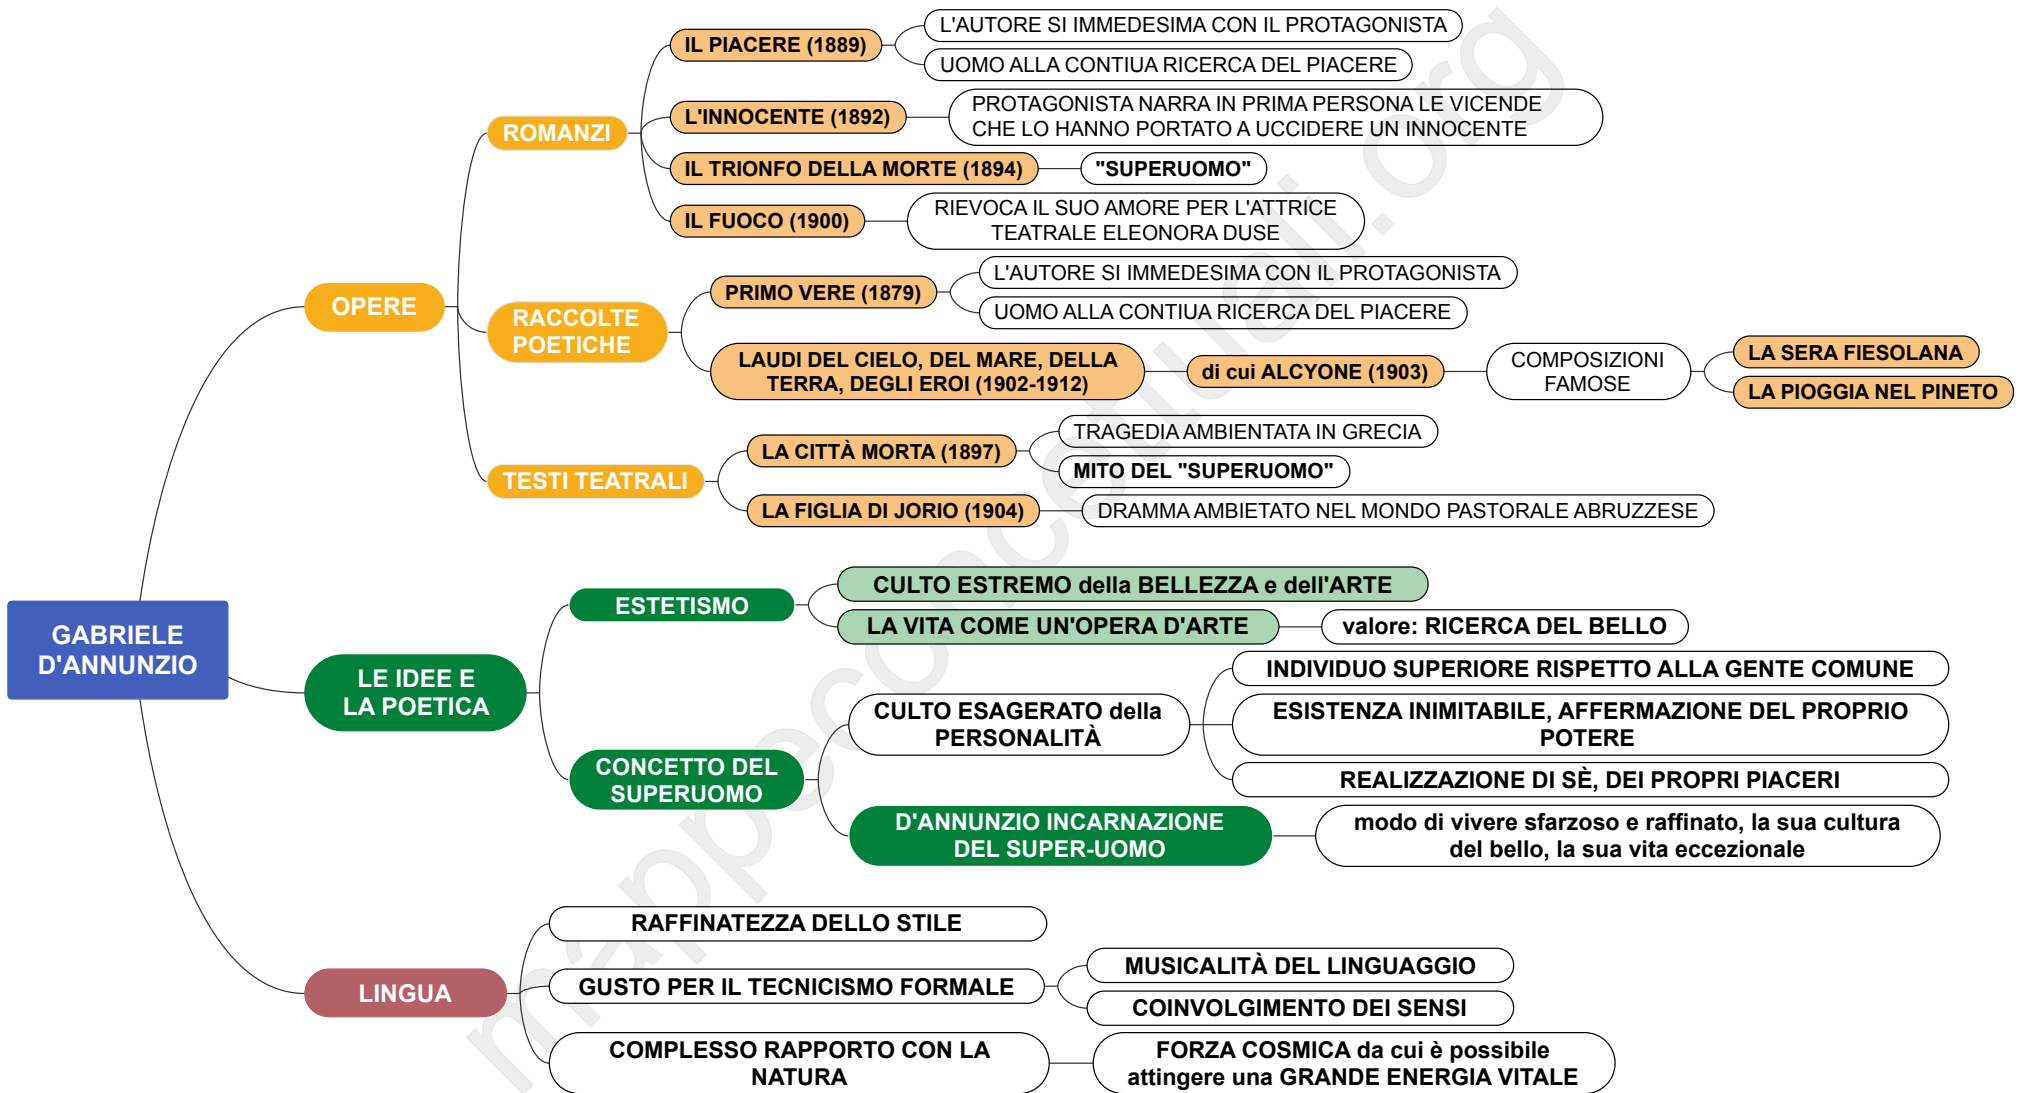 GABRIELE
D'ANNUNZIO
OPERE
ROMANZI
IL PIACERE (1889)
L'AUTORE SI IMMEDESIMA CON IL PROTAGONISTA
UOMO ALLA CONTIUA RICERCA DEL PIACERE
L'INNOCENTE (1892)
PROTAGONISTA NARRA IN PRIMA PERSONA LE VICENDE
CHE LO HANNO PORTATO A UCCIDERE UN INNOCENTE
IL TRIONFO DELLA MORTE (1894)
"SUPERUOMO"
IL FUOCO (1900)
RIEVOCA IL SUO AMORE PER L'ATTRICE
TEATRALE ELEONORA DUSE
RACCOLTE
POETICHE
PRIMO VERE (1879)
L'AUTORE SI IMMEDESIMA CON IL PROTAGONISTA
UOMO ALLA CONTIUA RICERCA DEL PIACERE
LAUDI DEL CIELO, DEL MARE, DELLA
TERRA, DEGLI EROI (1902-1912)
di cui ALCYONE (1903)
COMPOSIZIONI
FAMOSE
LA SERA FIESOLANA
LA PIOGGIA NEL PINETO
TESTI TEATRALI
LA CITTÀ MORTA (1897)
TRAGEDIA AMBIENTATA IN GRECIA
MITO DEL "SUPERUOMO"
LA FIGLIA DI JORIO (1904)
DRAMMA AMBIETATO NEL MONDO PASTORALE ABRUZZESE
LE IDEE E
LA POETICA
ESTETISMO
CULTO ESTREMO della BELLEZZA e dell'ARTE
LA VITA COME UN'OPERA D'ARTE
valore: RICERCA DEL BELLO
CONCETTO DEL
SUPERUOMO
CULTO ESAGERATO della
PERSONALITÀ
INDIVIDUO SUPERIORE RISPETTO ALLA GENTE COMUNE
ESISTENZA INIMITABILE, AFFERMAZIONE DEL PROPRIO
POTERE
REALIZZAZIONE DI SÈ, DEI PROPRI PIACERI
D'ANNUNZIO INCARNAZIONE
DEL SUPER-UOMO
modo di vivere sfarzoso e raffinato, la sua cultura
del bello, la sua vita eccezionale
LINGUA
RAFFINATEZZA DELLO STILE
GUSTO PER IL TECNICISMO FORMALE
MUSICALITÀ DEL LINGUAGGIO
COINVOLGIMENTO DEI SENSI
COMPLESSO RAPPORTO CON LA
NATURA
FORZA COSMICA da cui è possibile
attingere una GRANDE ENERGIA VITALE
mappeconcettuali.org